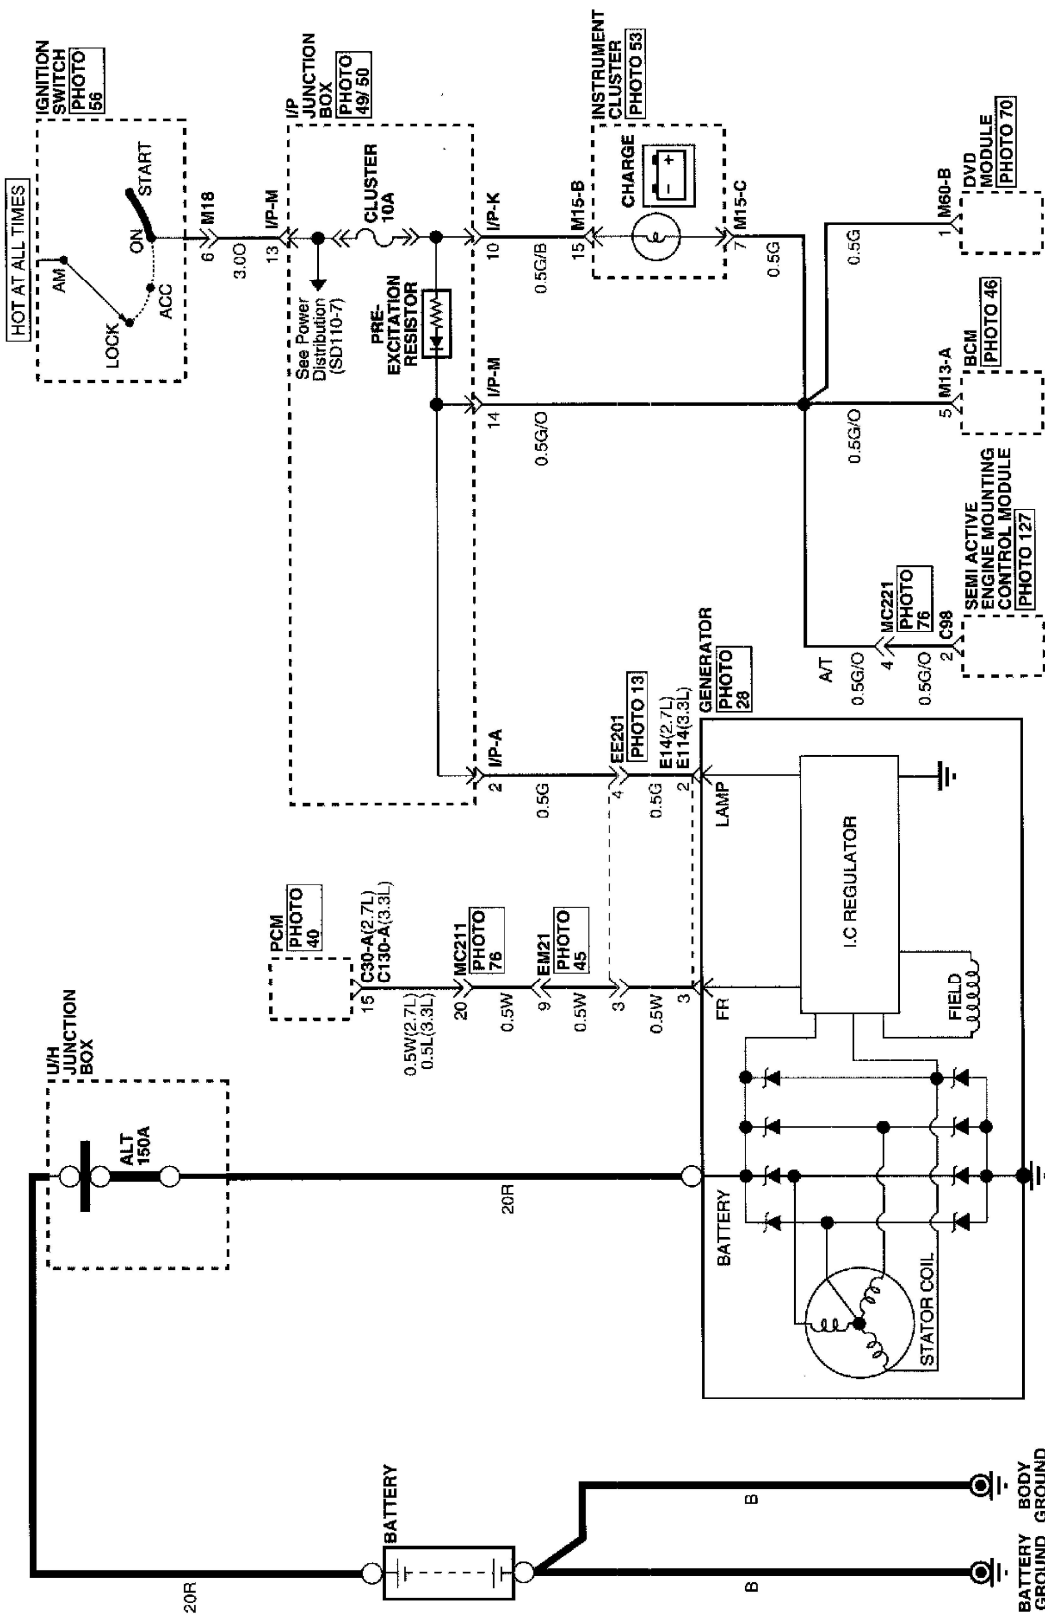 HOT AT ALL TIMES
IGNITION
SWITCH
PHOTO
56
AM
LOCK
ACC
ON
START
6
M18
3.0O
13
I/P-M
I/P
JUNCTION
BOX
PHOTO
49/ 50
See Power
Distribution
(SD110-7)
CLUSTER
10A
PRE-
EXCITATION
RESISTOR
10
I/P-K
0.5G/B
15
M15-B
INSTRUMENT
CLUSTER
PHOTO 53
CHARGE
7
M15-C
0.5G
14
I/P-M
0.5G/O
0.5G/O
0.5G
1
M60-B
DVD
MODULE
PHOTO 70
5
M13-A
BCM
PHOTO 46
A/T
0.5G/O
4
MC221
PHOTO
76
0.5G/O
2
C98
SEMI ACTIVE
ENGINE MOUNTING
CONTROL MODULE
PHOTO 127
2
I/P-A
0.5G
4
EE201
PHOTO 13
0.5G
2
E14(2.7L)
E114(3.3L)
GENERATOR
PHOTO
28
LAMP
PCM
PHOTO
40
15
C30-A(2.7L)
C130-A(3.3L)
0.5W(2.7L)
0.5L(3.3L)
20
MC211
PHOTO
76
0.5W
9
EM21
PHOTO
45
0.5W
3
0.5W
3
FR
I.C REGULATOR
FIELD
U/H
JUNCTION
BOX
ALT
150A
20R
BATTERY
STATOR COIL
20R
BATTERY
B
B
BATTERY
GROUND
BODY
GROUND